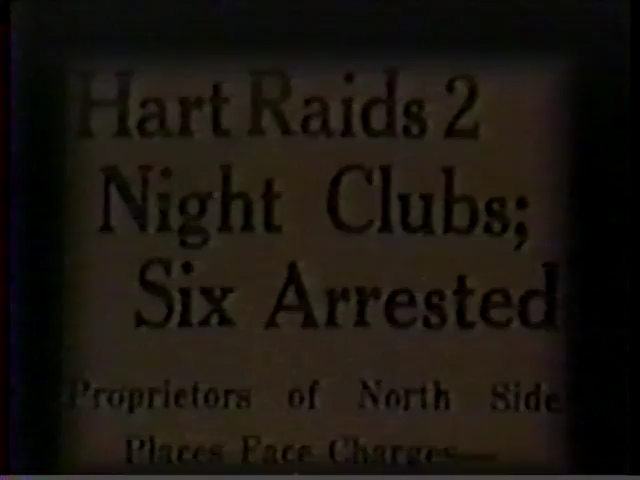 Hart Raids 2
Night Clubs;
Six Arrested
Proprietors of North Side
Places Face Charges—